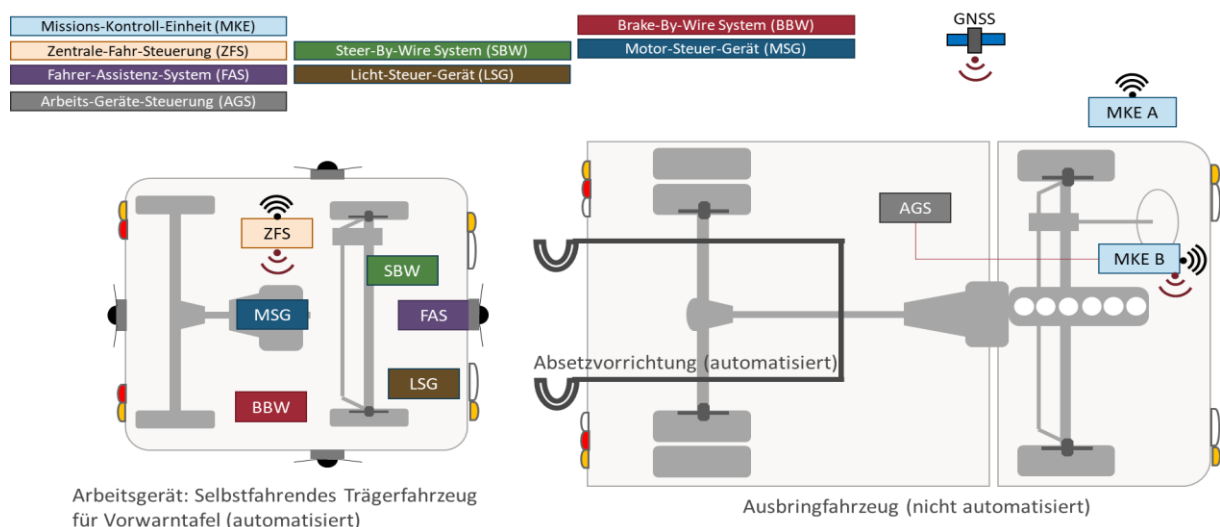 Missions-Kontroll-Einheit (MKE)
Zentrale-Fahr-Steuerung (ZFS)
Fahrer-Assistenz-System (FAS)
Arbeits-Geräte-Steuerung (AGS)
Steer-By-Wire System (SBW)
Licht-Steuer-Gerät (LSG)
Brake-By-Wire System (BBW)
Motor-Steuer-Gerät (MSG)
GNSS
MKE A
ZFS
SBW
MSG
FAS
LSG
BBW
AGS
MKE B
Absetzvorrichtung (automatisiert)
Arbeitsgerät: Selbstfahrendes Trägerfahrzeug
für Vorwarntafel (automatisiert)
Ausbringfahrzeug (nicht automatisiert)